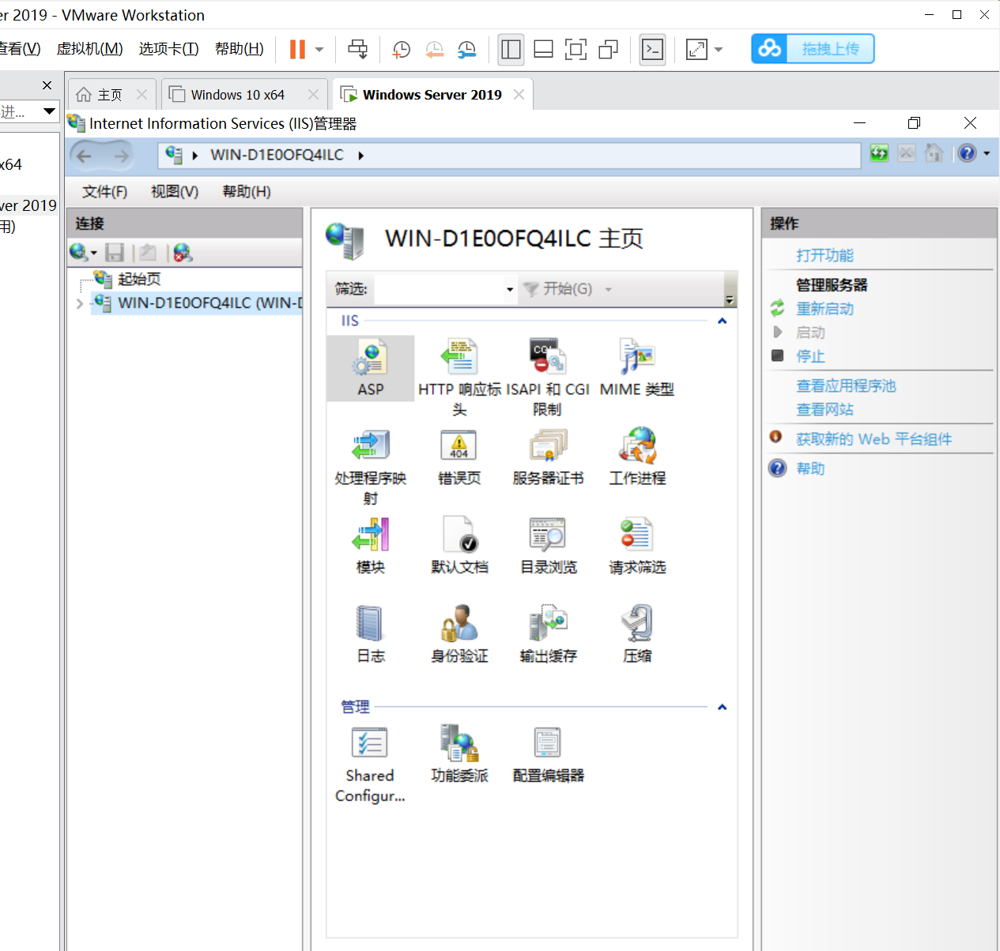 er 2019 - VMware Workstation
查看(V) 虚拟机(M) 选项卡(T) 帮助(H)
拖拽上传
主页
Windows 10 x64
Windows Server 2019
进...
x64
ver 2019
用)
Internet Information Services (IIS)管理器
WIN-D1E0OFQ4ILC
文件(F) 视图(V) 帮助(H)
连接
起始页
WIN-D1E0OFQ4ILC (WIN-D
WIN-D1E0OFQ4ILC 主页
筛选:
开始(G)
IIS
ASP
HTTP 响应标
头
ISAPI 和 CGI
限制
MIME 类型
处理程序映
射
错误页
服务器证书
工作进程
模块
默认文档
目录浏览
请求筛选
日志
身份验证
输出缓存
压缩
管理
Shared
Configur...
功能委派
配置编辑器
操作
打开功能
管理服务器
重新启动
启动
停止
查看应用程序池
查看网站
获取新的 Web 平台组件
帮助
CGI
404